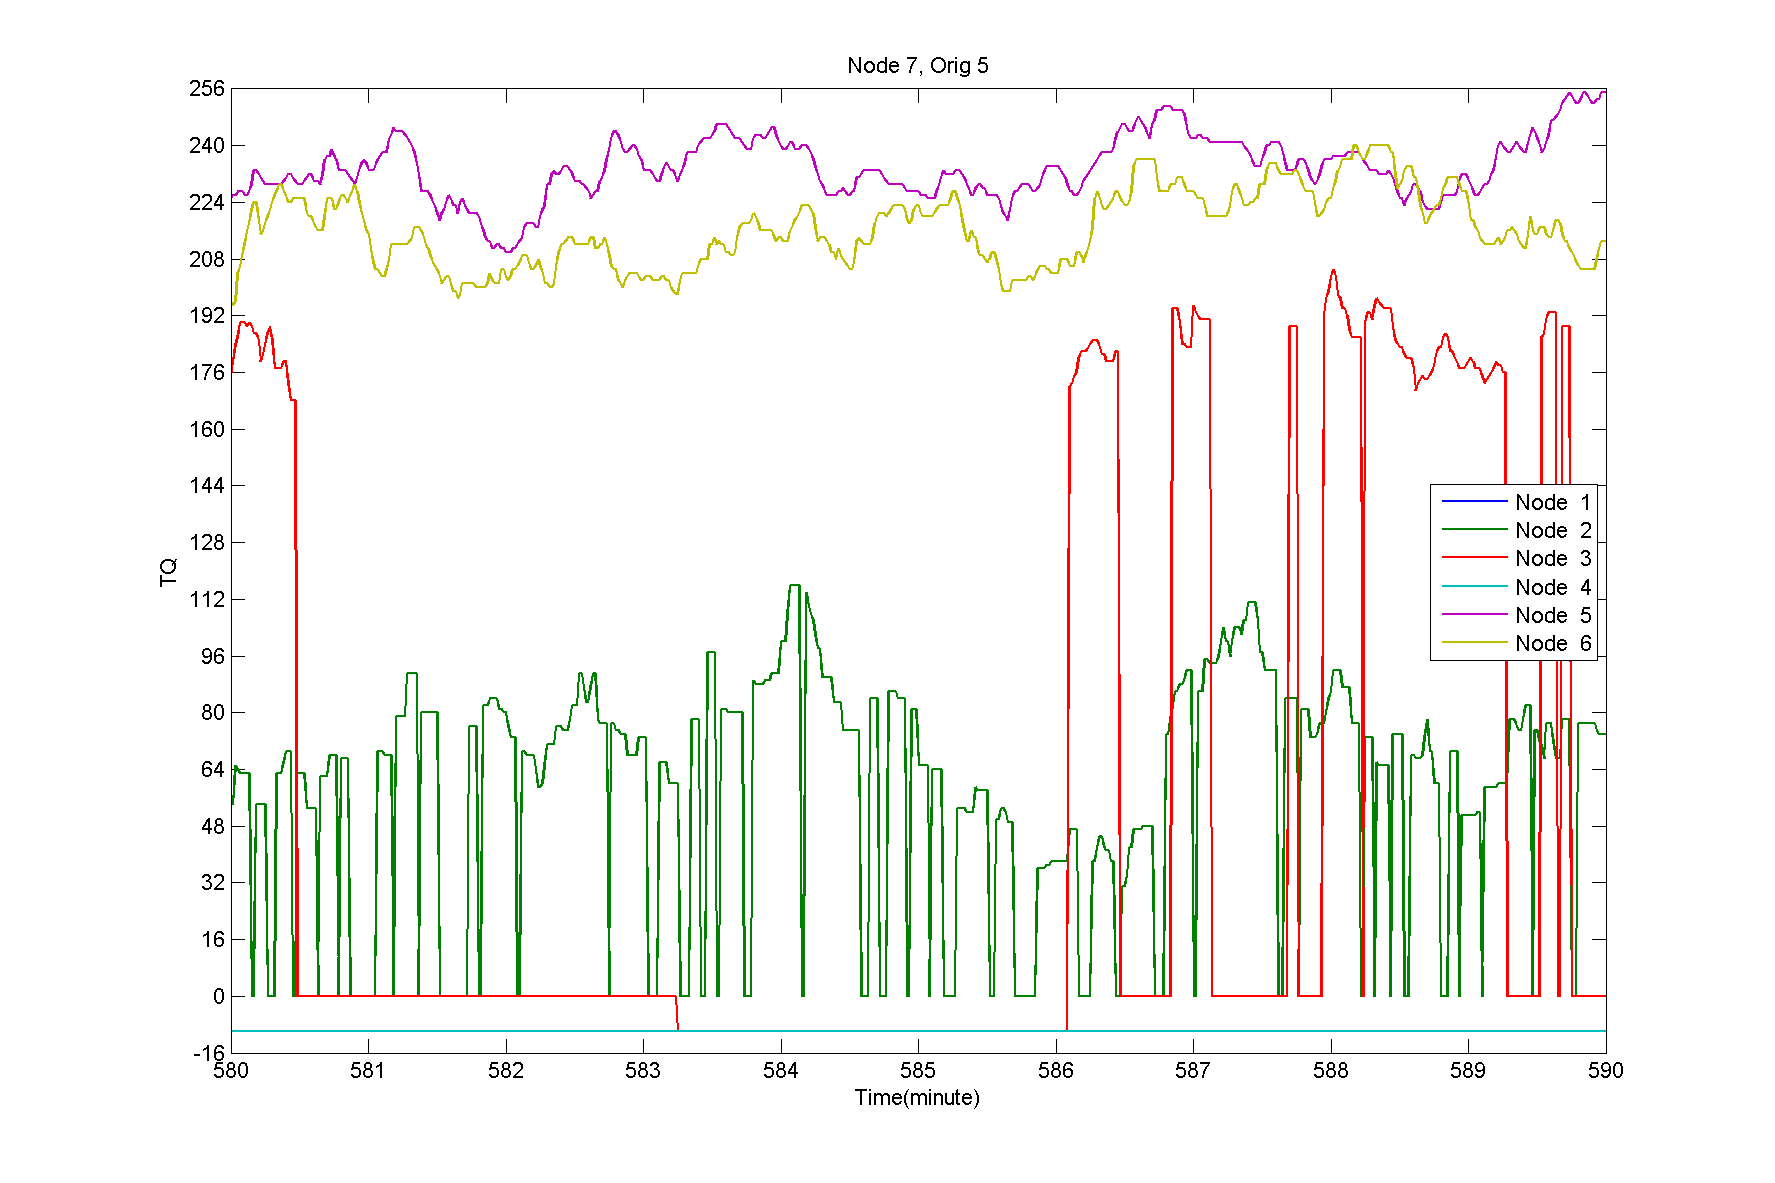 Node 7, Orig 5
256
240
224
208
192
176
160
144
128
112
96
80
64
48
32
16
0
-16
TQ
Node 1
Node 2
Node 3
Node 4
Node 5
Node 6
580 581 582 583 584 585 586 587 588 589 590
Time(minute)